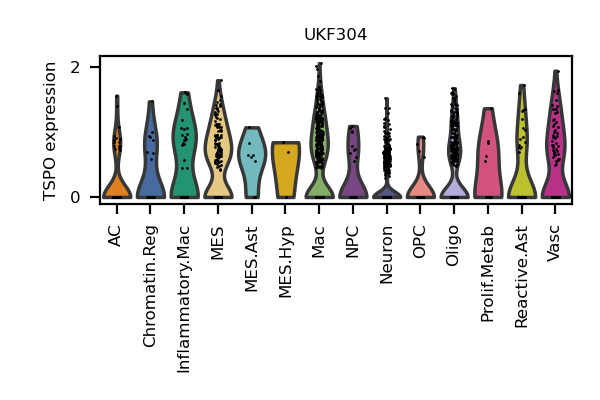 UKF304
TSPO expression
2
0
AC
Chromatin.Reg
Inflammatory.Mac
MES
MES.Ast
MES.Hyp
Mac
NPC
Neuron
OPC
Oligo
Prolif.Metab
Reactive.Ast
Vasc